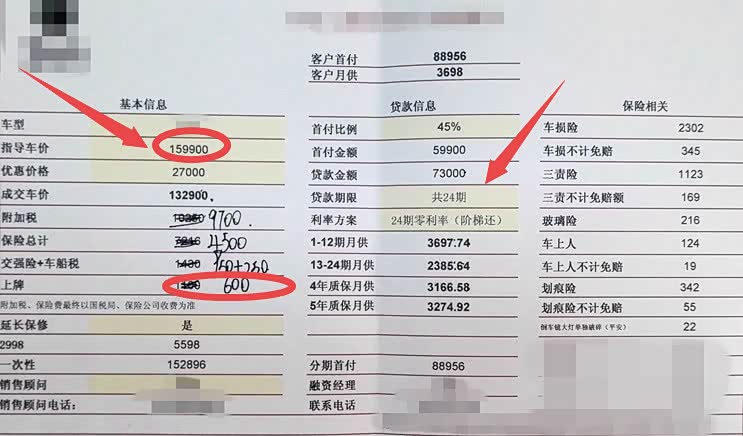 客户首付 88956
客户月供 3698
基本信息
车型
指导车价 159900
优惠价格 27000
成交车价 132900
附加税 9700
保险总计 4500
交强险+车船税
上牌 600
附加税、保险费最终以国税局、保险公司收费为准
延长保修 是
2998 5598
一次性 152896
销售顾问
销售顾问电话:
贷款信息
首付比例 45%
首付金额 59900
贷款金额 73000
贷款期限 共24期
利率方案 24期零利率（阶梯还）
1-12期月供 3697.74
13-24期月供 2385.64
4年质保月供 3166.58
5年质保月供 3274.92
分期首付 88956
融资经理
联系电话
保险相关
车损险 2302
车损不计免赔 345
三责险 1123
三责不计免赔额 169
玻璃险 216
车上人 124
车上人不计免赔 19
划痕险 342
划痕险不计免赔 55
倒车镜大灯单独破碎（平安） 22